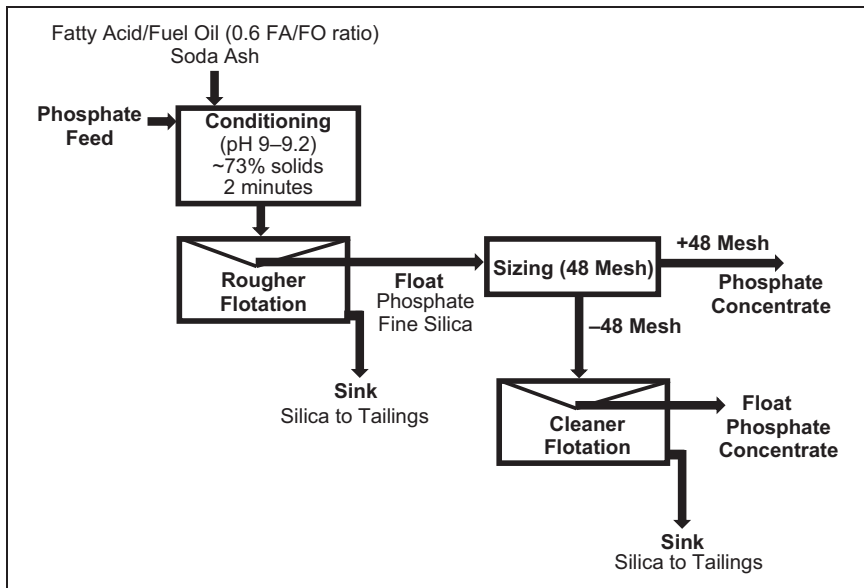 Fatty Acid/Fuel Oil (0.6 FA/FO ratio)
Soda Ash
Phosphate
Feed
Conditioning
(pH 9–9.2)
~73% solids
2 minutes
Rougher
Flotation
Float
Phosphate
Fine Silica
Sizing (48 Mesh)
+48 Mesh
Phosphate
Concentrate
–48 Mesh
Sink
Silica to Tailings
Cleaner
Flotation
Float
Phosphate
Concentrate
Sink
Silica to Tailings